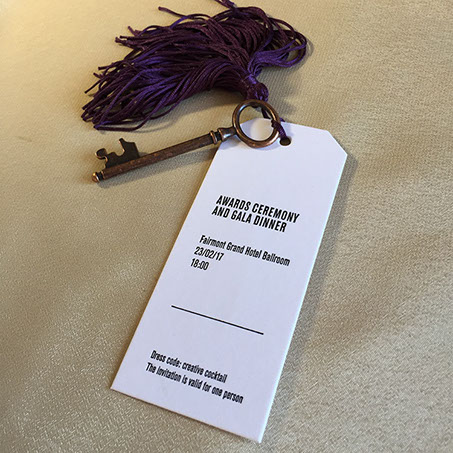 AWARDS CEREMONY
AND GALA DINNER
Fairmont Grand Hotel Ballroom
23/02/17
18:00
Dress code: creative cocktail
The invitation is valid for one person